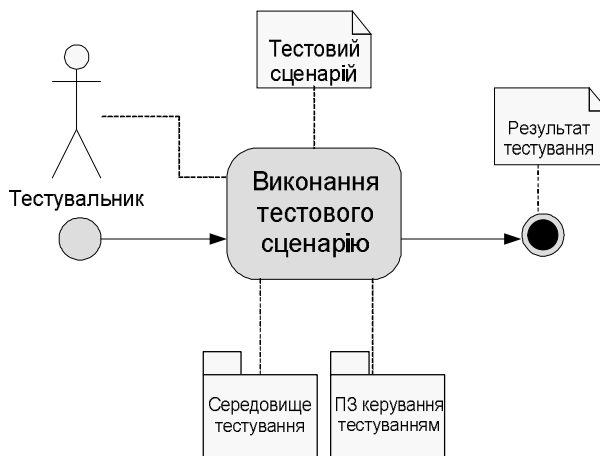 Тестовий
сценарій
Результат
тестування
Тестувальник
Виконання
тестового
сценарію
Середовище
тестування
ПЗ керування
тестуванням